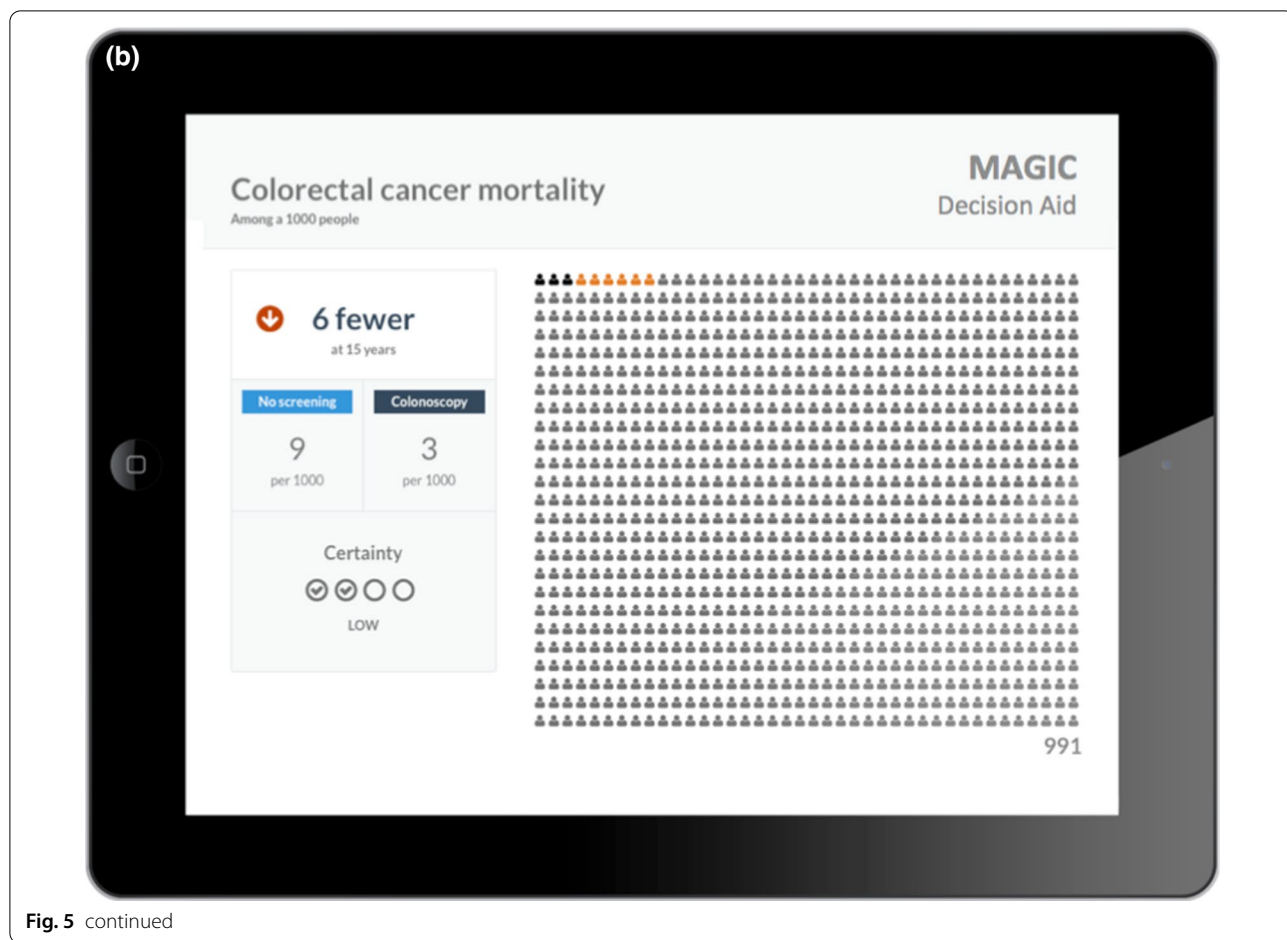 (b)
Colorectal cancer mortality
Among a 1000 people
MAGIC
Decision Aid
6 fewer
at 15 years
No screening
Colonoscopy
9
per 1000
3
per 1000
Certainty
LOW
991
Fig. 5 continued